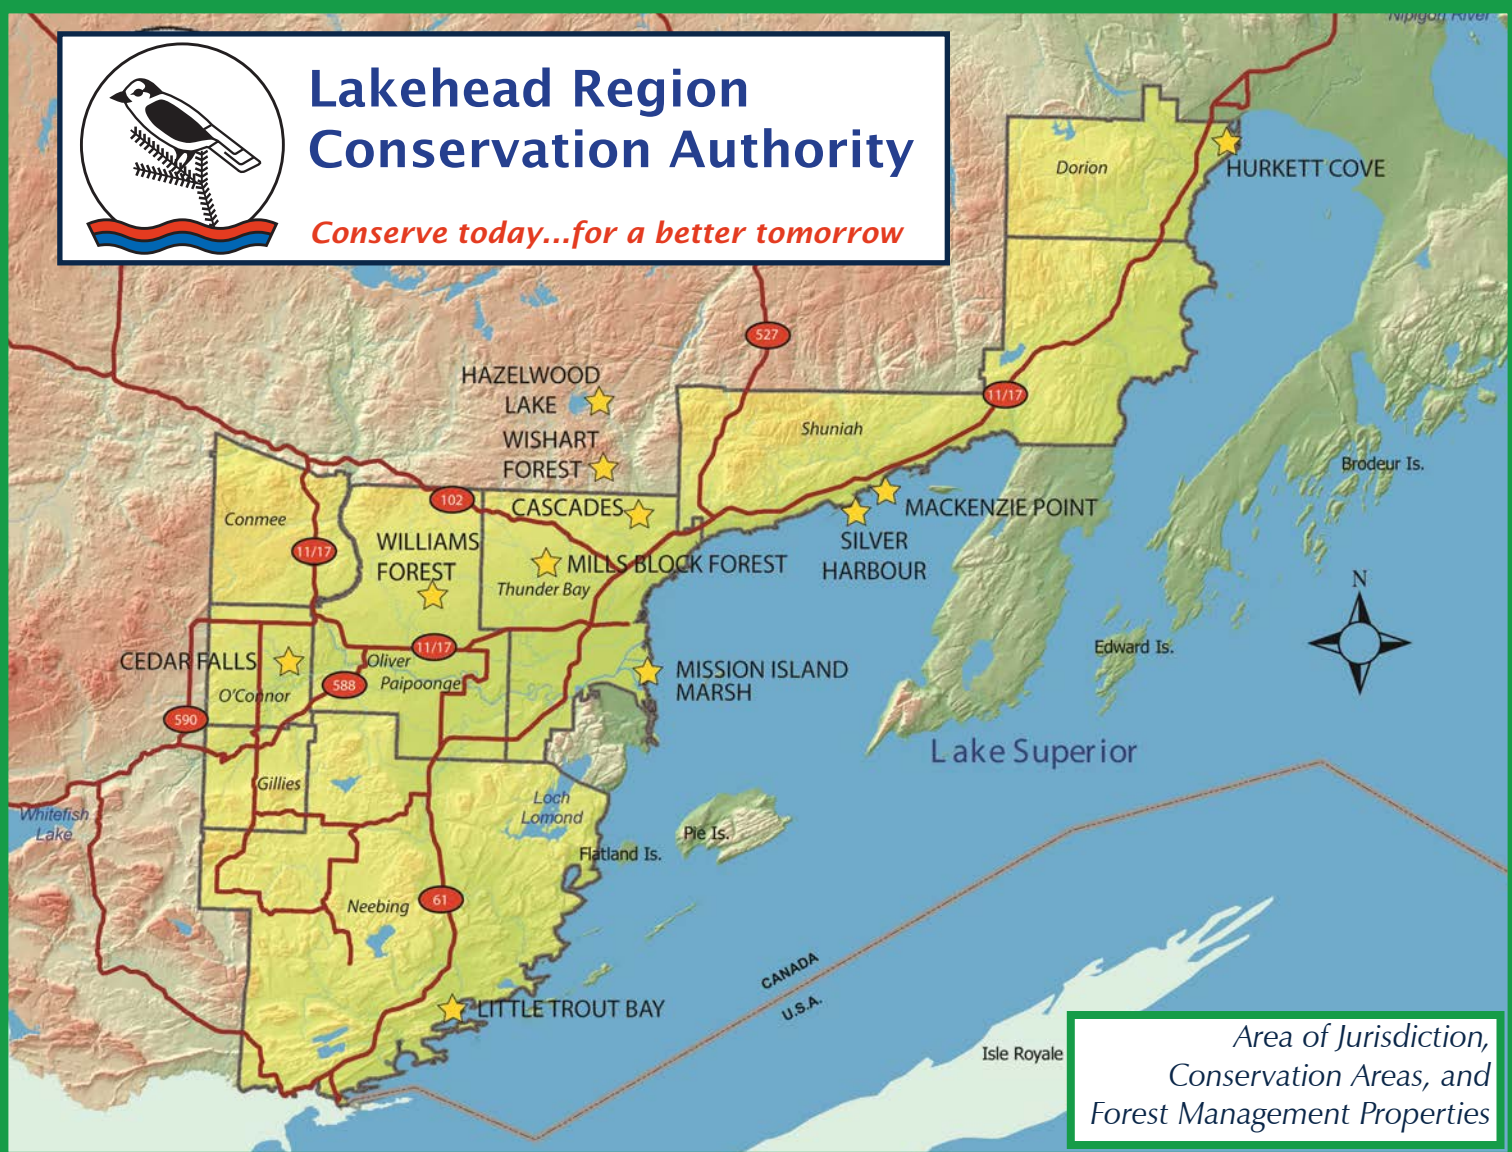 Nipigon River
Lakehead Region
Conservation Authority
Conserve today...for a better tomorrow
Dorion
HURKETT COVE
527
HAZELWOOD
LAKE
11/17
Shuniah
WISHART
FOREST
Brodeur Is.
102
CASCADES
MACKENZIE POINT
Conmee
SILVER
HARBOUR
11/17
WILLIAMS
FOREST
MILLS BLOCK FOREST
Thunder Bay
N
11/17
Edward Is.
CEDAR FALLS
Oliver
Paipoonge
588
O'Connor
MISSION ISLAND
MARSH
590
Lake Superior
Gillies
Loch
Lomond
Whitefish
Lake
Pie Is.
Flatland Is.
Neebing
61
CANADA
U.S.A.
LITTLE TROUT BAY
Isle Royale
Area of Jurisdiction,
Conservation Areas, and
Forest Management Properties